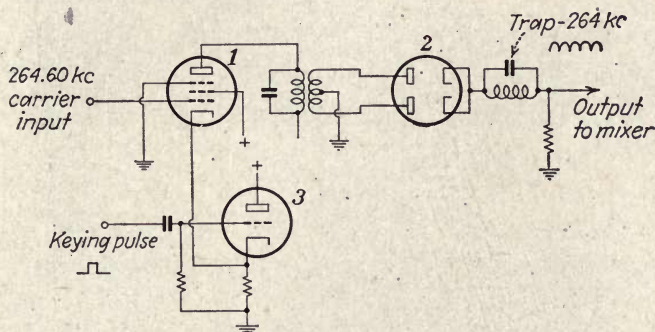 Trap-264 kc
1
2
264.60 kc
carrier
input
Output
to mixer
+
+
3
Keying pulse